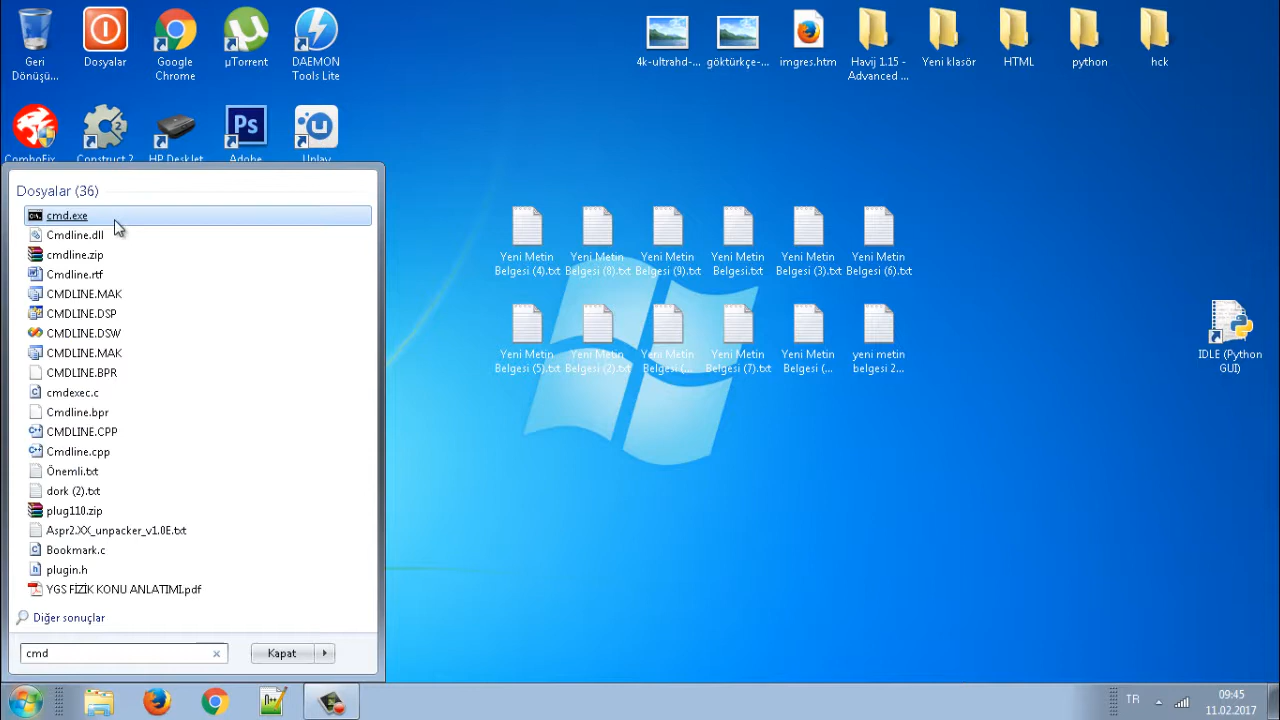 Geri
Dönüşü...
Dosyalar
Google
Chrome
µTorrent
DAEMON
Tools Lite
4k-ultrahd-...
göktürkçe-...
imgres.htm
Havij 1.15 -
Advanced ...
Yeni klasör
HTML
python
hck
ComboFix
Construct 2
HP Deskjet
Adobe
Uplay
Dosyalar (36)
cmd.exe
Cmdline.dll
cmdline.zip
Cmdline.rtf
CMDLINE.MAK
CMDLINE.DSP
CMDLINE.DSW
CMDLINE.MAK
CMDLINE.BPR
cmdexec.c
Cmdline.bpr
CMDLINE.CPP
Cmdline.cpp
Önemli.txt
dork (2).txt
plug110.zip
Aspr2.XX_unpacker_v1.0E.txt
Bookmark.c
plugin.h
YGS FİZİK KONU ANLATIMI.pdf
Diğer sonuçlar
cmd
Kapat
Yeni Metin
Belgesi (4).txt
Yeni Metin
Belgesi (8).txt
Yeni Metin
Belgesi (9).txt
Yeni Metin
Belgesi.txt
Yeni Metin
Belgesi (3).txt
Yeni Metin
Belgesi (6).txt
Yeni Metin
Belgesi (5).txt
Yeni Metin
Belgesi (2).txt
Yeni Metin
Belgesi (...
Yeni Metin
Belgesi (7).txt
Yeni Metin
Belgesi (...
yeni metin
belgesi 2...
IDLE (Python
GUI)
TR
09:45
11.02.2017